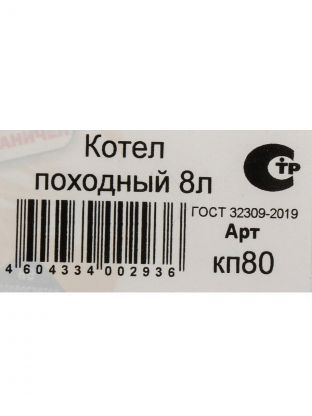 Котел
походный 8л
ГОСТ 32309-2019
Арт
кп80
4 604334 002936